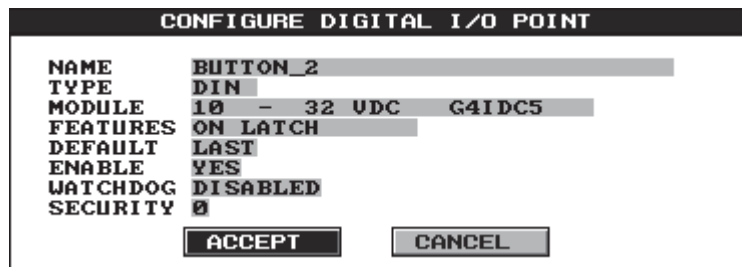 CONFIGURE DIGITAL I/O POINT
NAME BUTTON_2
TYPE DIN
MODULE 10 - 32 VDC G4IDC5
FEATURES ON LATCH
DEFAULT LAST
ENABLE YES
WATCHDOG DISABLED
SECURITY 0
ACCEPT CANCEL